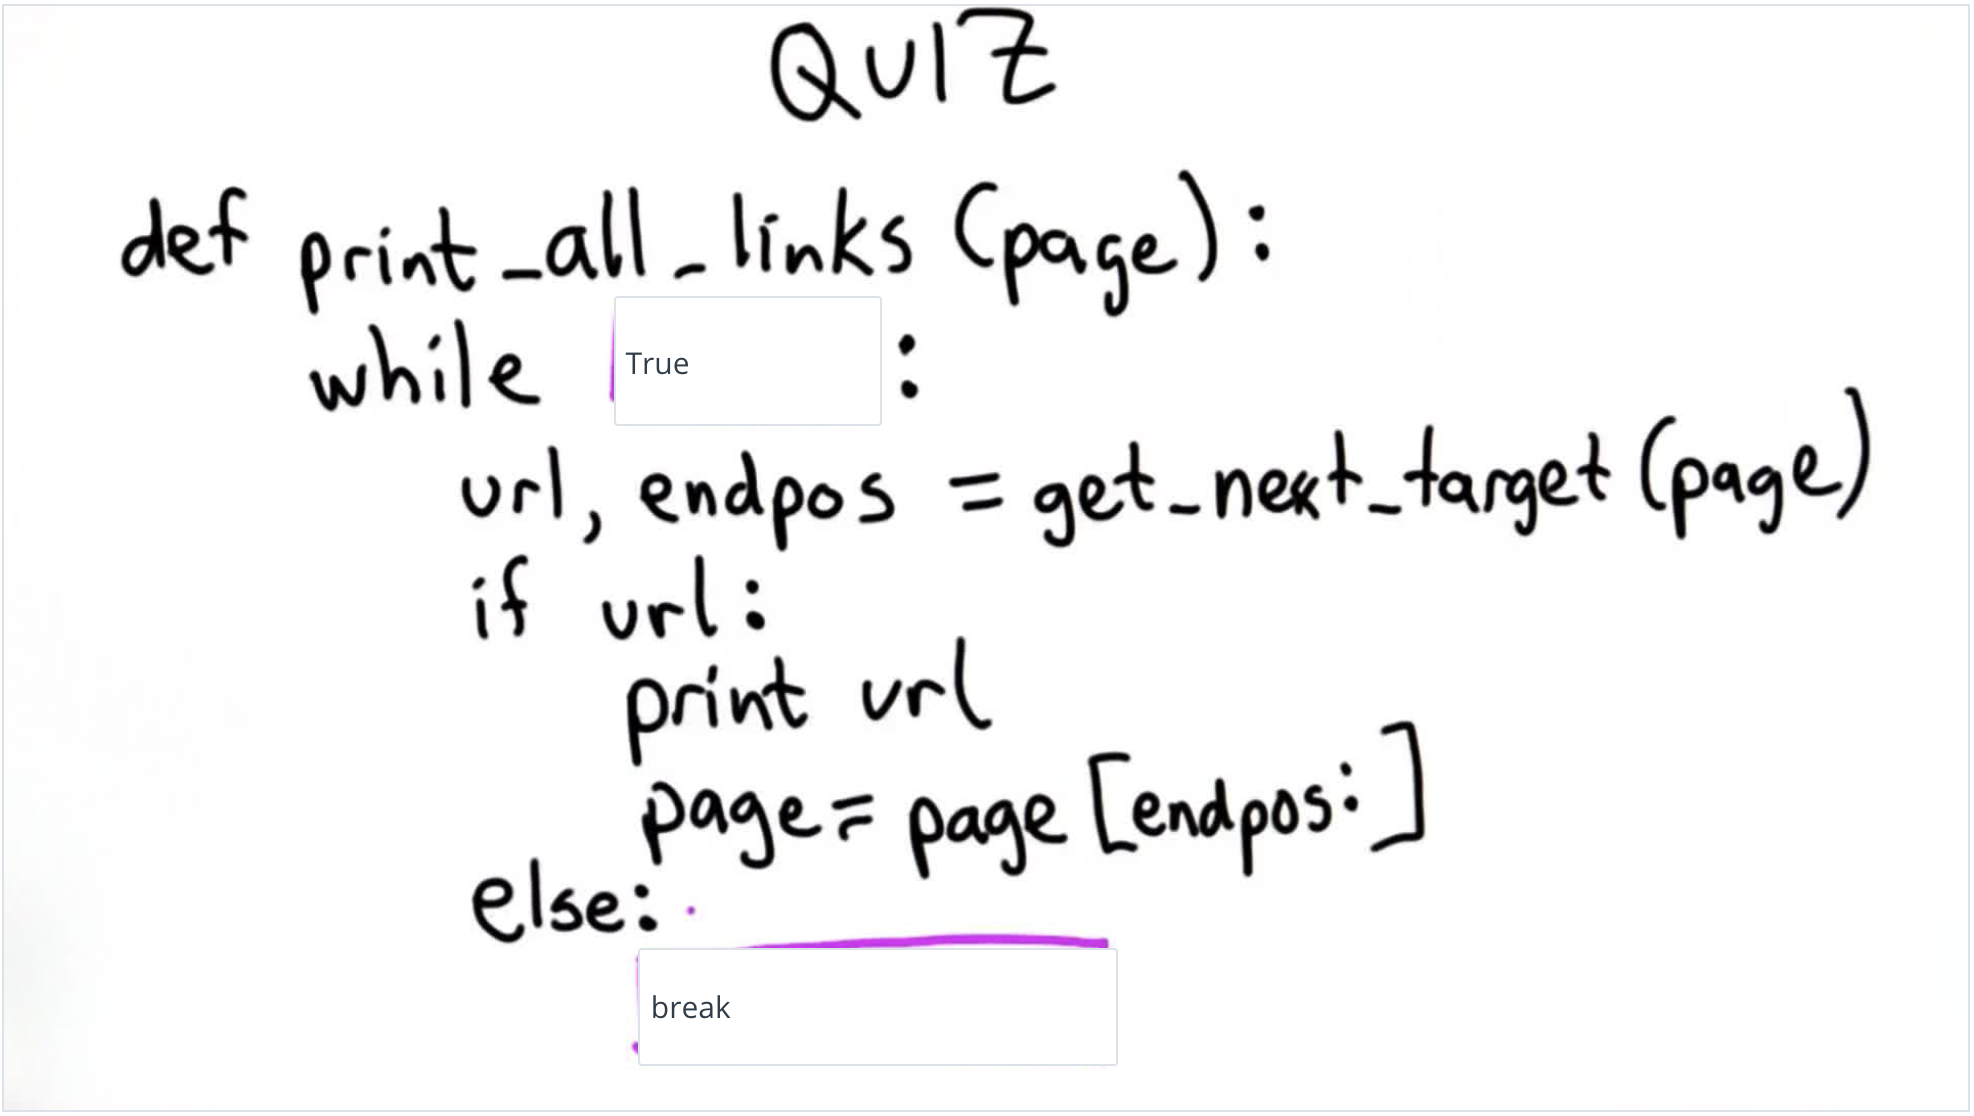 QUIZ
def print_all_links (page):
while True :
url, endpos = get_next_target (page)
if url:
print url
page = page [endpos:]
else:
break